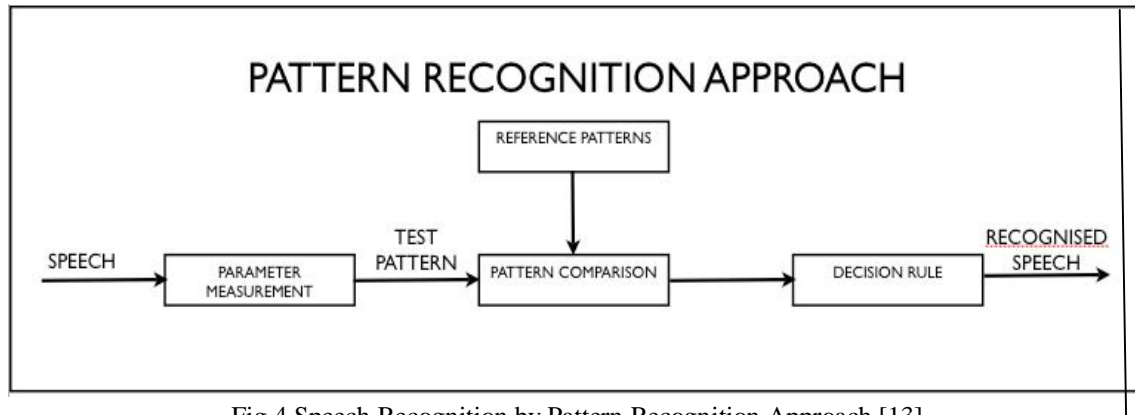 PATTERN RECOGNITION APPROACH
REFERENCE PATTERNS
SPEECH
PARAMETER
MEASUREMENT
TEST
PATTERN
PATTERN COMPARISON
DECISION RULE
RECOGNISED
SPEECH
Fig 4 Speech Recognition by Pattern Recognition Approach [13]